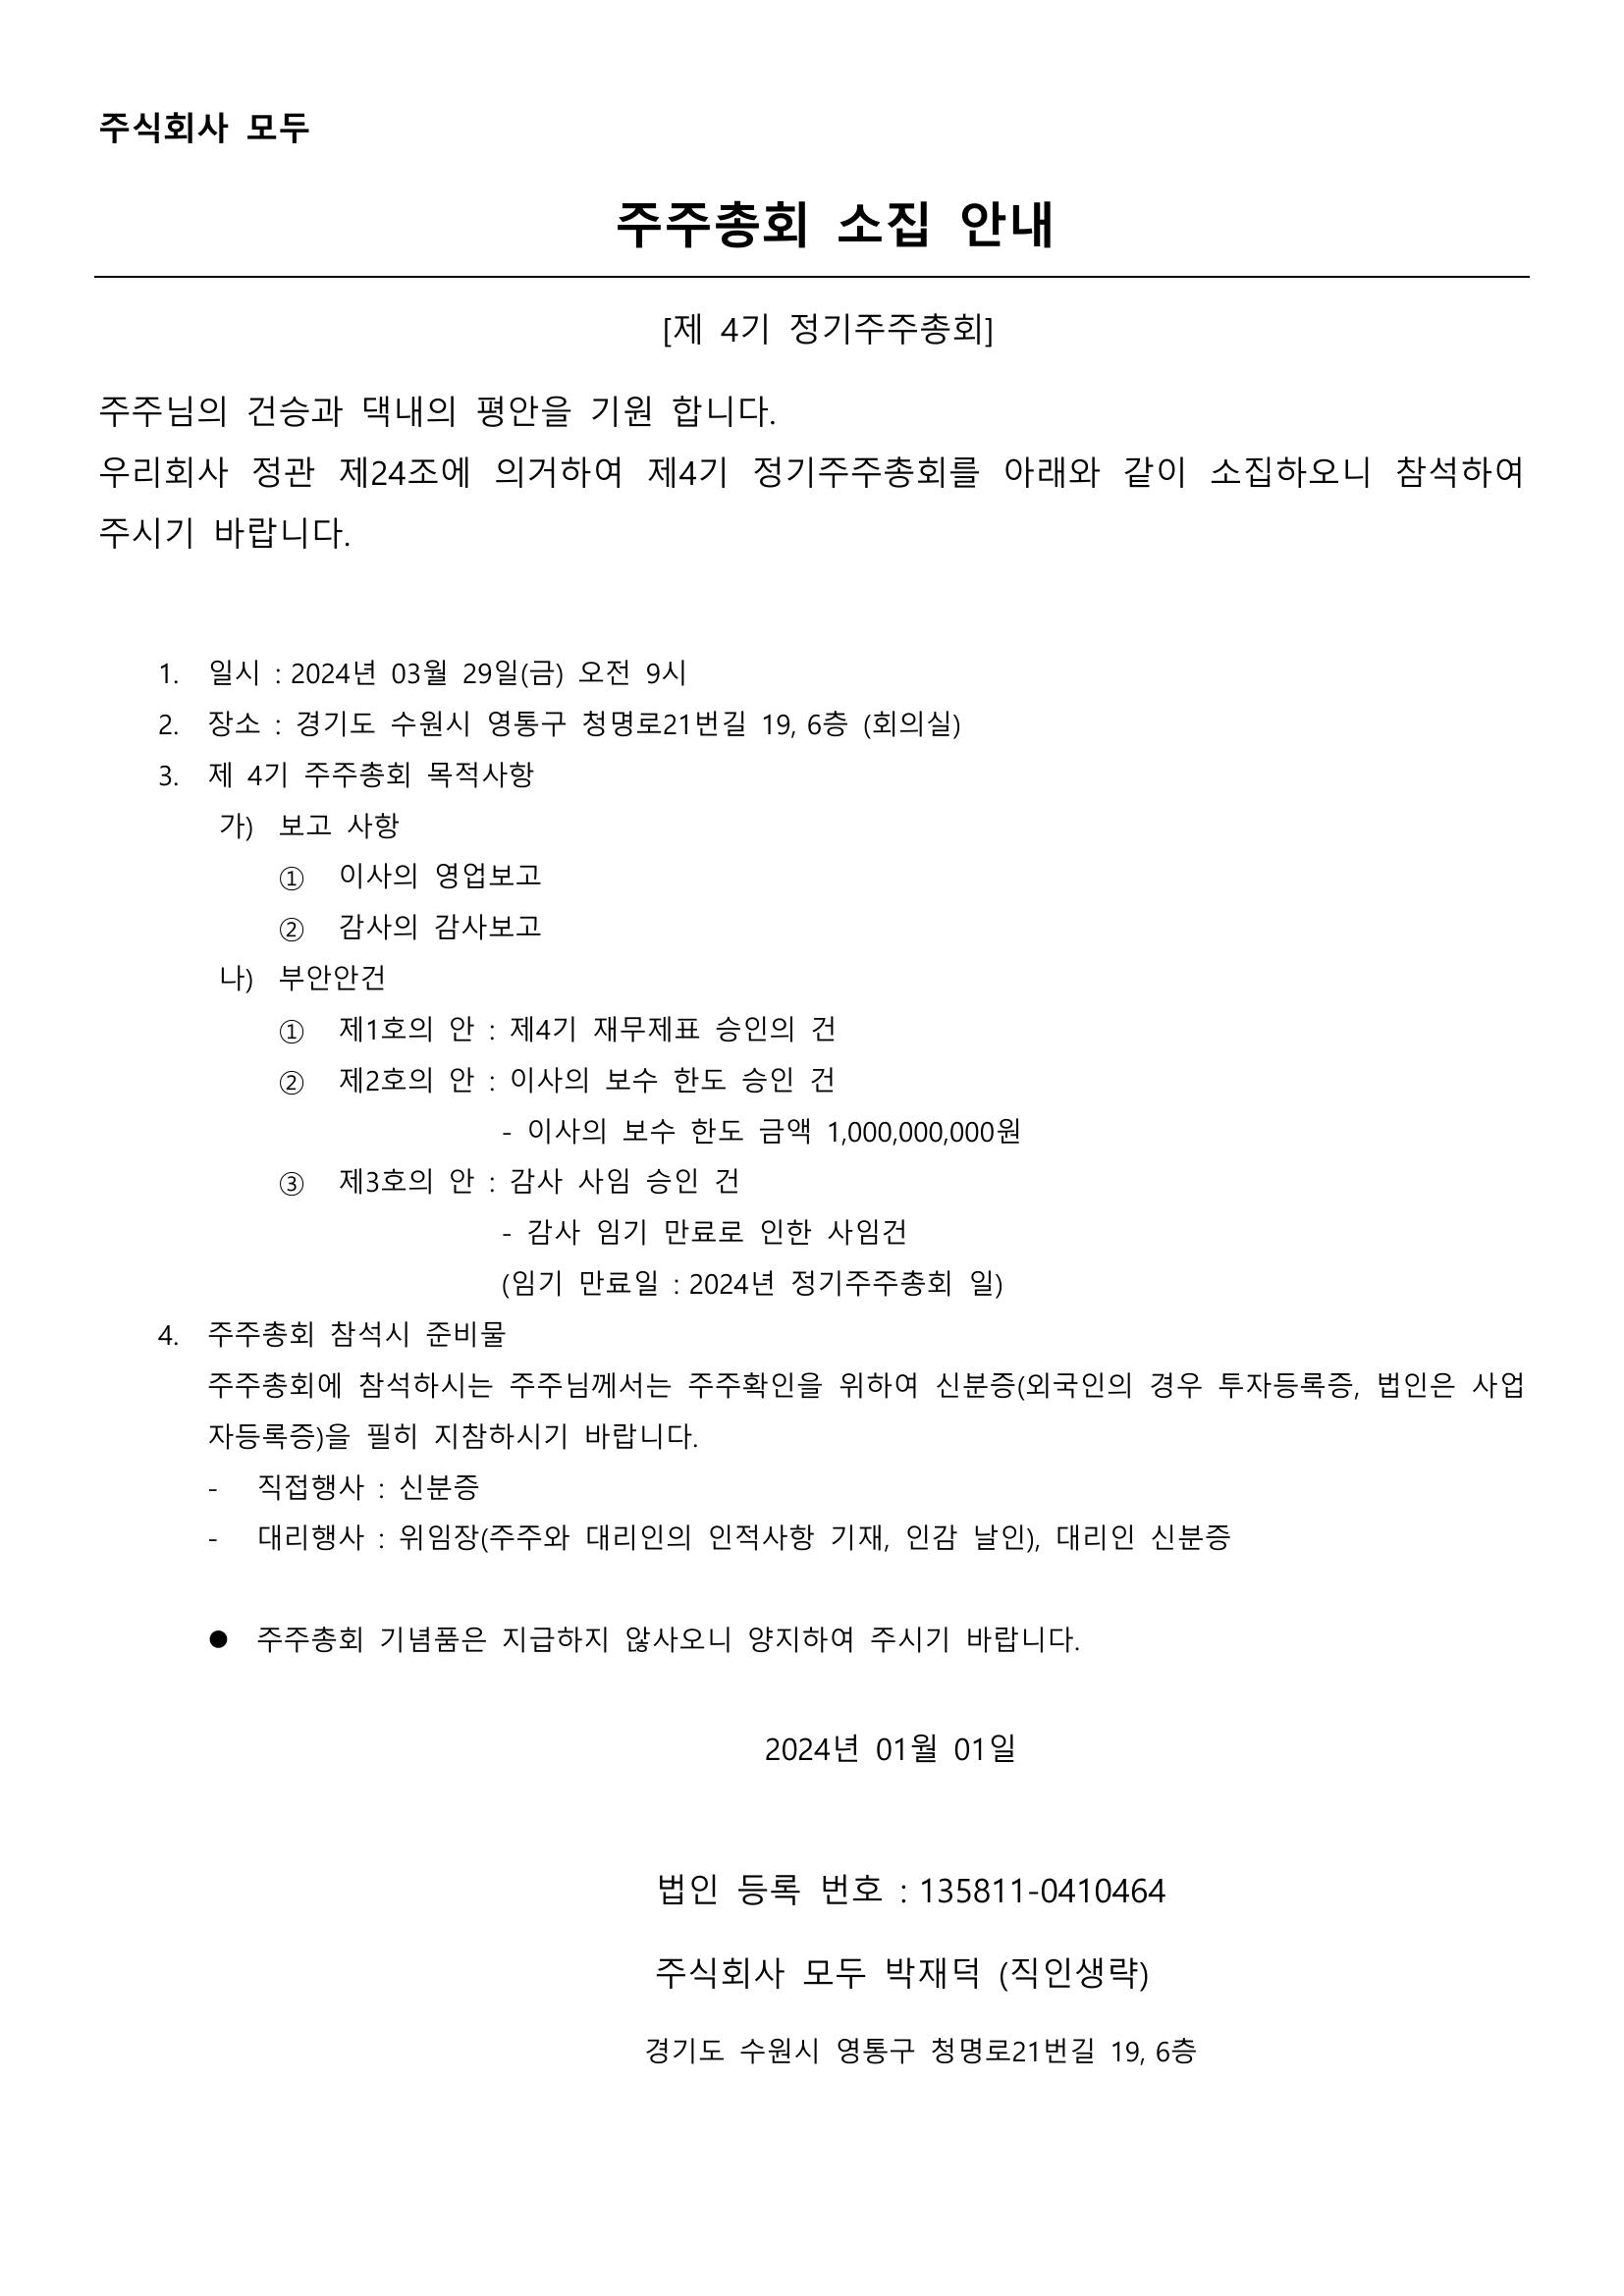 주식회사 모두
주주총회 소집 안내
[제 4기 정기주주총회]
주주님의 건승과 댁내의 평안을 기원 합니다.
우리회사 정관 제24조에 의거하여 제4기 정기주주총회를 아래와 같이 소집하오니 참석하여
주시기 바랍니다.
1. 일시 : 2024년 03월 29일(금) 오전 9시
2. 장소 : 경기도 수원시 영통구 청명로21번길 19, 6층 (회의실)
3. 제 4기 주주총회 목적사항
가) 보고 사항
① 이사의 영업보고
② 감사의 감사보고
나) 부안안건
① 제1호의 안 : 제4기 재무제표 승인의 건
② 제2호의 안 : 이사의 보수 한도 승인 건
- 이사의 보수 한도 금액 1,000,000,000원
③ 제3호의 안 : 감사 사임 승인 건
- 감사 임기 만료로 인한 사임건
(임기 만료일 : 2024년 정기주주총회 일)
4. 주주총회 참석시 준비물
주주총회에 참석하시는 주주님께서는 주주확인을 위하여 신분증(외국인의 경우 투자등록증, 법인은 사업
자등록증)을 필히 지참하시기 바랍니다.
- 직접행사 : 신분증
- 대리행사 : 위임장(주주와 대리인의 인적사항 기재, 인감 날인), 대리인 신분증
● 주주총회 기념품은 지급하지 않사오니 양지하여 주시기 바랍니다.
2024년 01월 01일
법인 등록 번호 : 135811-0410464
주식회사 모두 박재덕 (직인생략)
경기도 수원시 영통구 청명로21번길 19, 6층